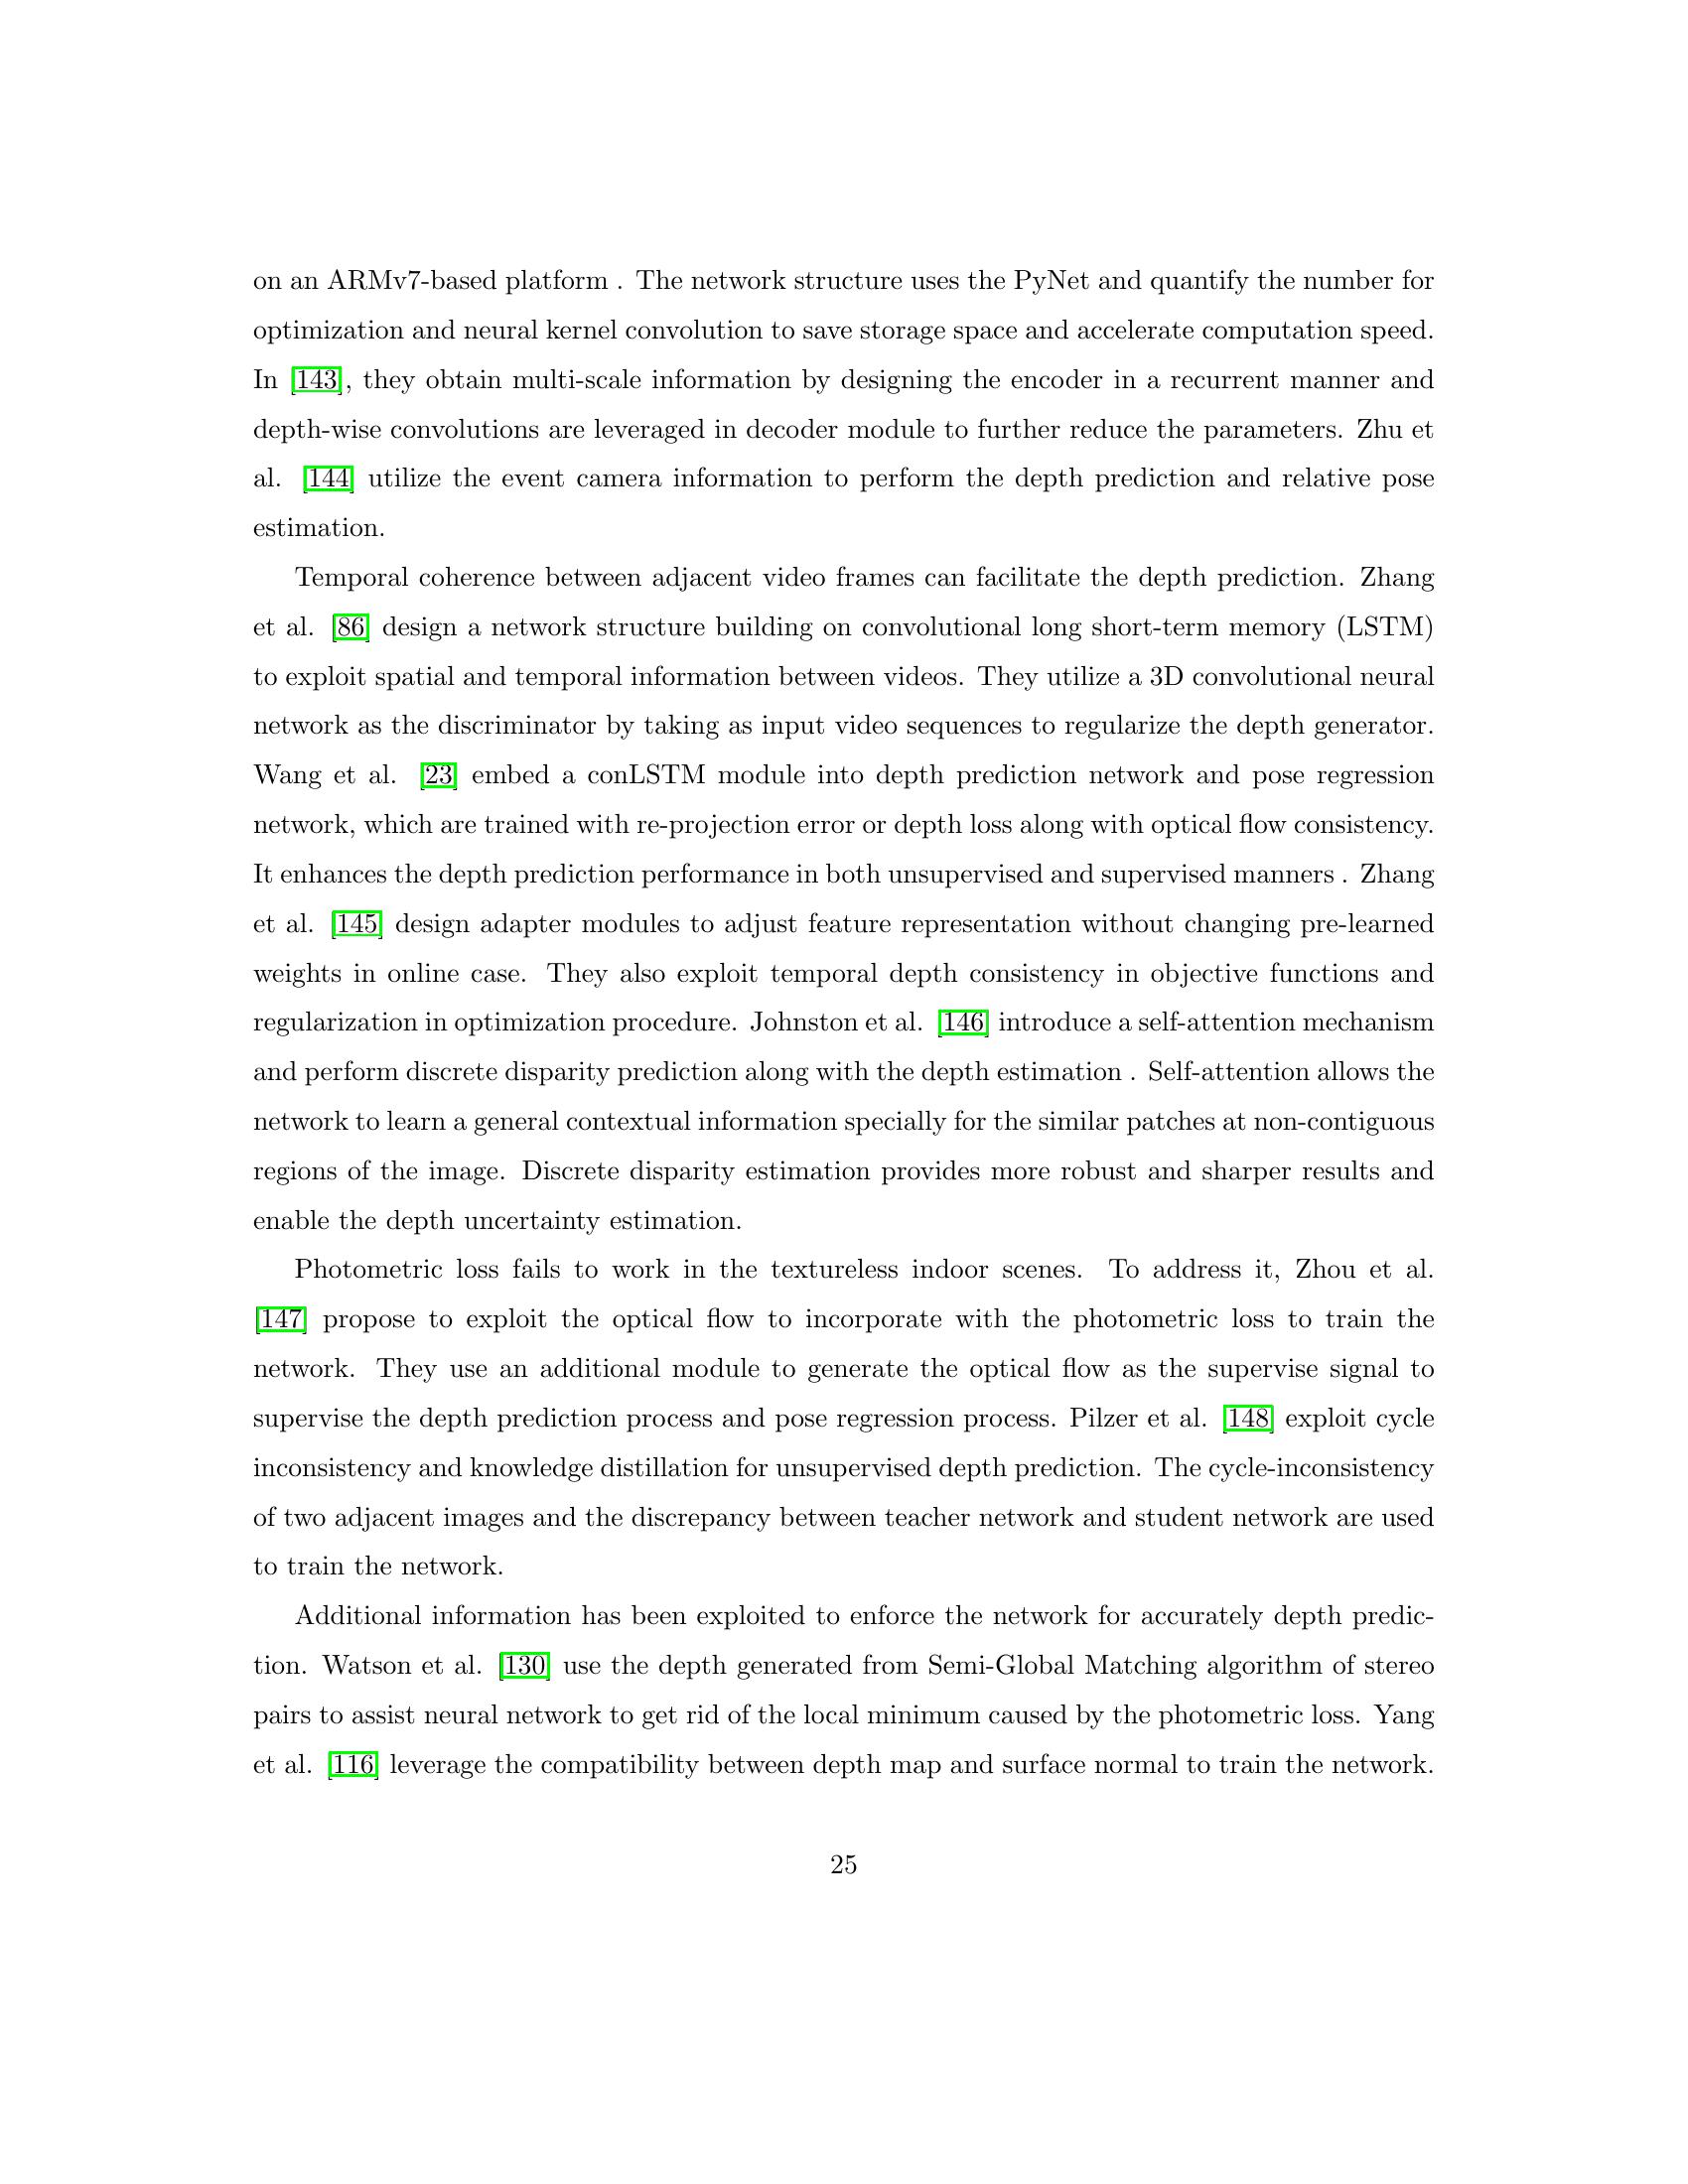 on an ARMv7-based platform . The network structure uses the PyNet and quantify the number for
optimization and neural kernel convolution to save storage space and accelerate computation speed.
In [143], they obtain multi-scale information by designing the encoder in a recurrent manner and
depth-wise convolutions are leveraged in decoder module to further reduce the parameters. Zhu et
al. [144] utilize the event camera information to perform the depth prediction and relative pose
estimation.
Temporal coherence between adjacent video frames can facilitate the depth prediction. Zhang
et al. [86] design a network structure building on convolutional long short-term memory (LSTM)
to exploit spatial and temporal information between videos. They utilize a 3D convolutional neural
network as the discriminator by taking as input video sequences to regularize the depth generator.
Wang et al. [23] embed a conLSTM module into depth prediction network and pose regression
network, which are trained with re-projection error or depth loss along with optical flow consistency.
It enhances the depth prediction performance in both unsupervised and supervised manners . Zhang
et al. [145] design adapter modules to adjust feature representation without changing pre-learned
weights in online case. They also exploit temporal depth consistency in objective functions and
regularization in optimization procedure. Johnston et al. [146] introduce a self-attention mechanism
and perform discrete disparity prediction along with the depth estimation . Self-attention allows the
network to learn a general contextual information specially for the similar patches at non-contiguous
regions of the image. Discrete disparity estimation provides more robust and sharper results and
enable the depth uncertainty estimation.
Photometric loss fails to work in the textureless indoor scenes. To address it, Zhou et al.
[147] propose to exploit the optical flow to incorporate with the photometric loss to train the
network. They use an additional module to generate the optical flow as the supervise signal to
supervise the depth prediction process and pose regression process. Pilzer et al. [148] exploit cycle
inconsistency and knowledge distillation for unsupervised depth prediction. The cycle-inconsistency
of two adjacent images and the discrepancy between teacher network and student network are used
to train the network.
Additional information has been exploited to enforce the network for accurately depth predic-
tion. Watson et al. [130] use the depth generated from Semi-Global Matching algorithm of stereo
pairs to assist neural network to get rid of the local minimum caused by the photometric loss. Yang
et al. [116] leverage the compatibility between depth map and surface normal to train the network.
25